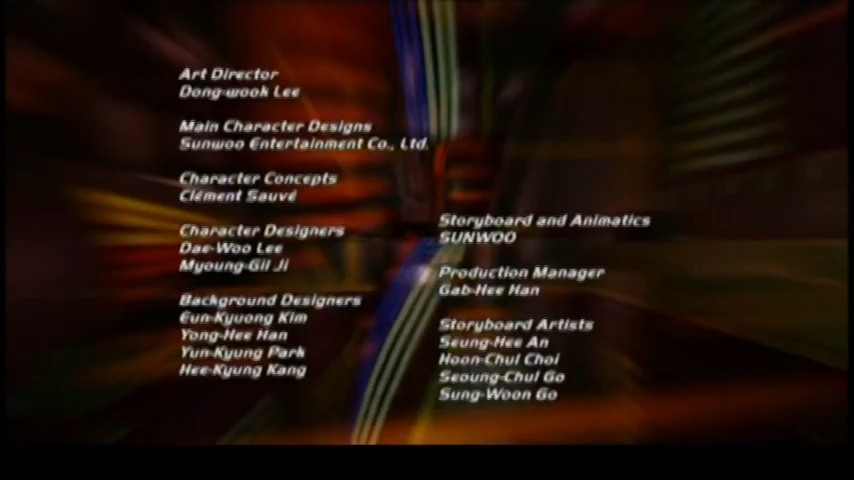 Art Director
Dong-wook Lee
Main Character Designs
Sunwoo Entertainment Co., Ltd.
Character Concepts
Clément Sauvé
Character Designers
Dae-Woo Lee
Myoung-Gil Ji
Background Designers
Eun-Kyuong Kim
Yong-Hee Han
Yun-Kyung Park
Hee-Kyung Kang
Storyboard and Animatics
SUNWOO
Production Manager
Gab-Hee Han
Storyboard Artists
Seung-Hee An
Hoon-Chul Choi
Seoung-Chul Go
Sung-Woon Go